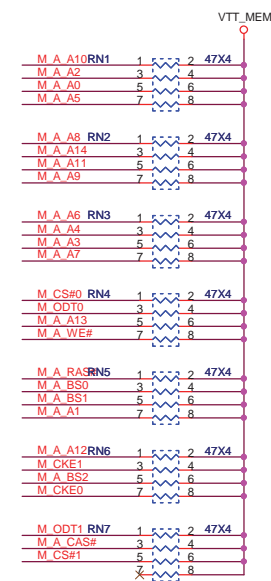 VTT_MEM
M_A_A10 RN1 1 2 47X4
M_A_A2 3 4
M_A_A0 5 6
M_A_A5 7 8
M_A_A8 RN2 1 2 47X4
M_A_A14 3 4
M_A_A11 5 6
M_A_A9 7 8
M_A_A6 RN3 1 2 47X4
M_A_A4 3 4
M_A_A3 5 6
M_A_A7 7 8
M_CS#0 RN4 1 2 47X4
M_ODT0 3 4
M_A_A13 5 6
M_A_WE# 7 8
M_A_RAS# RN5 1 2 47X4
M_A_BS0 3 4
M_A_BS1 5 6
M_A_A1 7 8
M_A_A12 RN6 1 2 47X4
M_CKE1 3 4
M_A_BS2 5 6
M_CKE0 7 8
M_ODT1 RN7 1 2 47X4
M_A_CAS# 3 4
M_CS#1 5 6
7 8